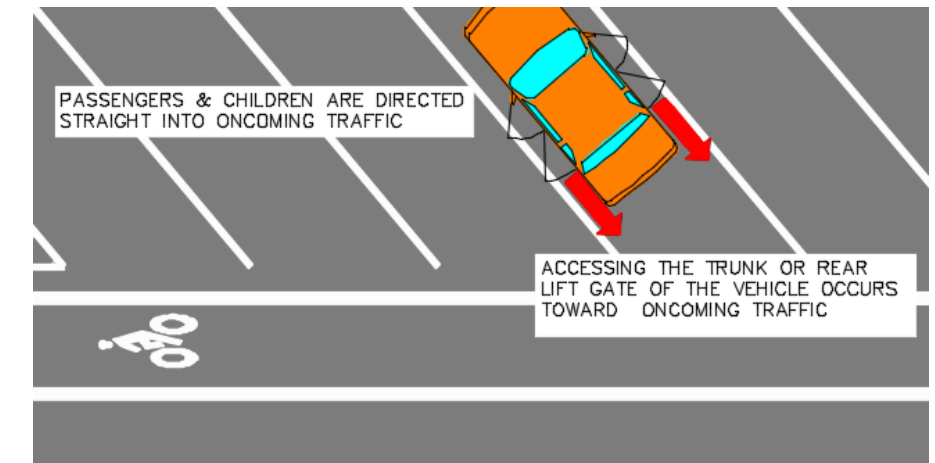 PASSENGERS & CHILDREN ARE DIRECTED
STRAIGHT INTO ONCOMING TRAFFIC
ACCESSING THE TRUNK OR REAR
LIFT GATE OF THE VEHICLE OCCURS
TOWARD ONCOMING TRAFFIC